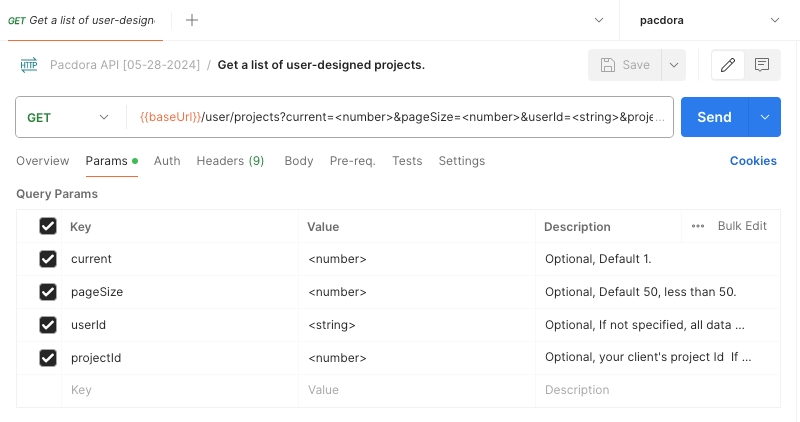 GET Get a list of user-design
pacdora
HTTP Pacdora API [05-28-2024] / Get a list of user-designed projects.
Save
GET {{baseUrl}}/user/projects?current=<number>&pageSize=<number>&userId=<string>&proje...
Send
Overview Params Auth Headers (9) Body Pre-req. Tests Settings Cookies
Query Params
Key Value Description Bulk Edit
current <number> Optional, Default 1.
pageSize <number> Optional, Default 50, less than 50.
userId <string> Optional, If not specified, all data ...
projectId <number> Optional, your client's project Id If ...
Key Value Description